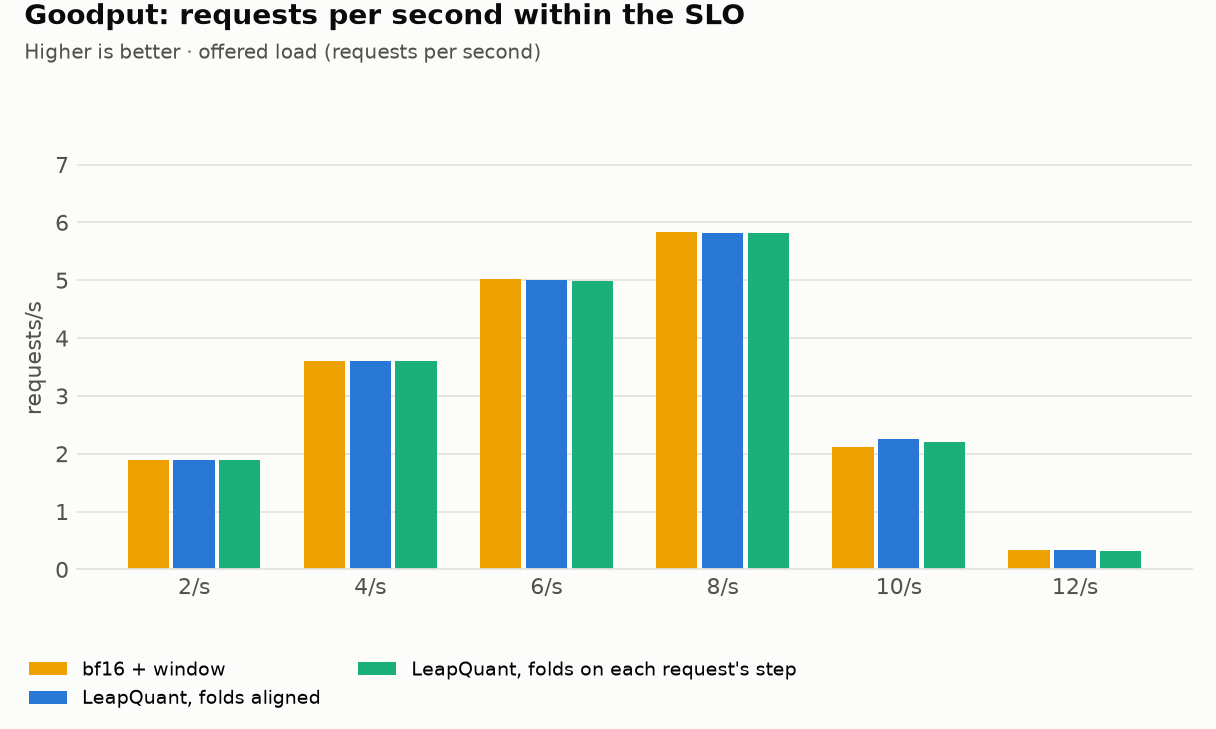 Goodput: requests per second within the SLO
Higher is better · offered load (requests per second)
requests/s
7
6
5
4
3
2
1
0
2/s 4/s 6/s 8/s 10/s 12/s
bf16 + window
LeapQuant, folds aligned
LeapQuant, folds on each request's step